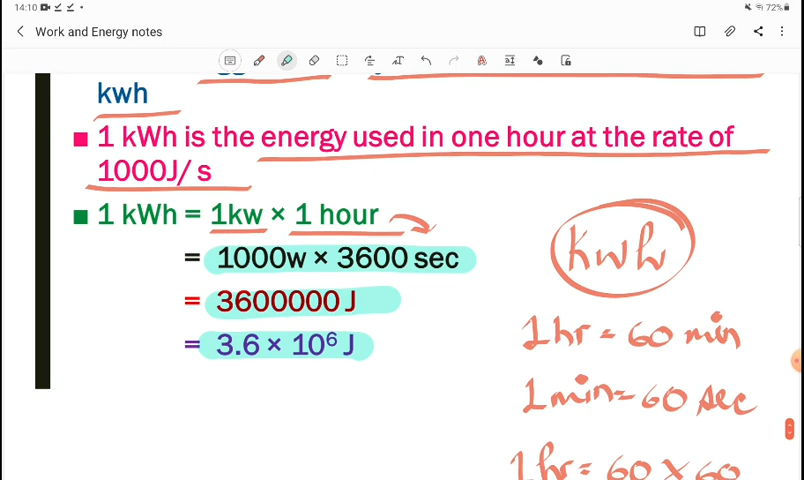 14:10
72%
Work and Energy notes
kwh
1 kWh is the energy used in one hour at the rate of
1000J/ s
1 kWh = 1kw × 1 hour
= 1000w × 3600 sec
= 3600000 J
= 3.6 × 10⁶ J
kwh
1hr = 60 min
1min = 60 sec
1hr = 60 × 60